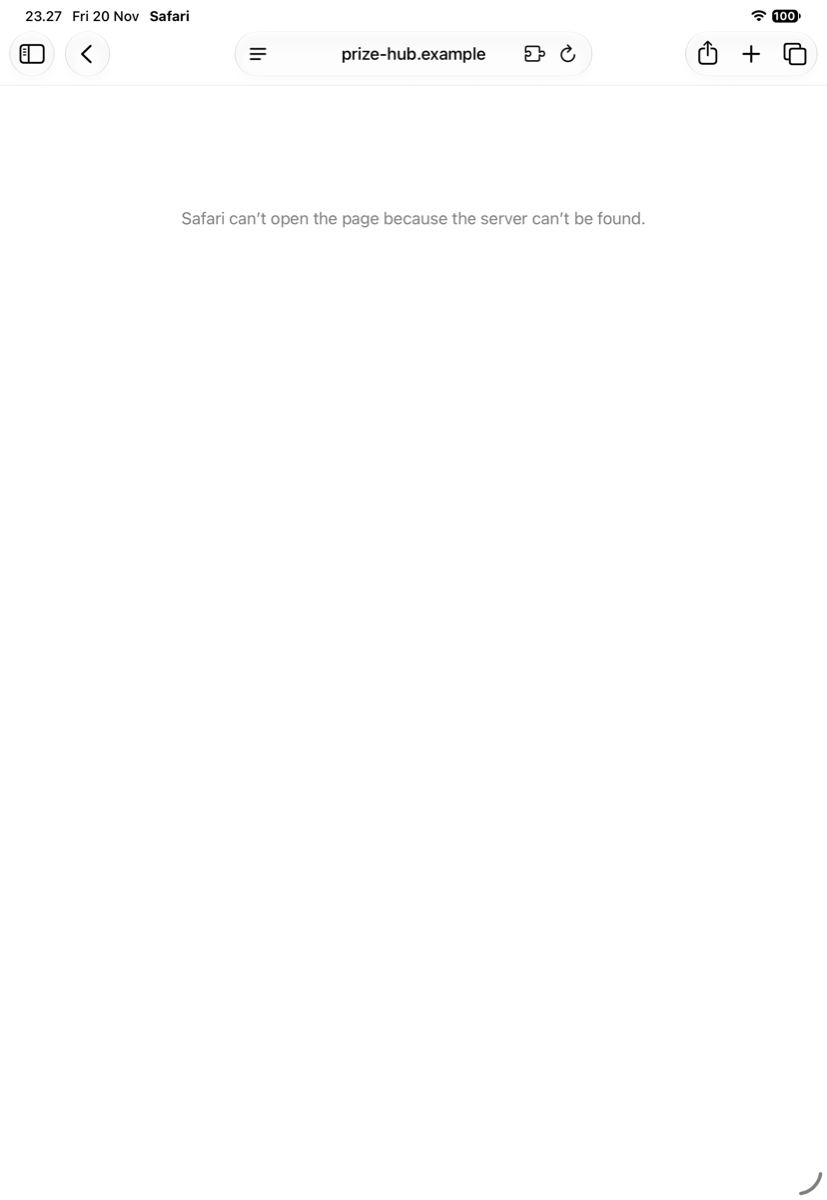 23.27 Fri 20 Nov Safari
100
prize-hub.example
Safari can’t open the page because the server can’t be found.